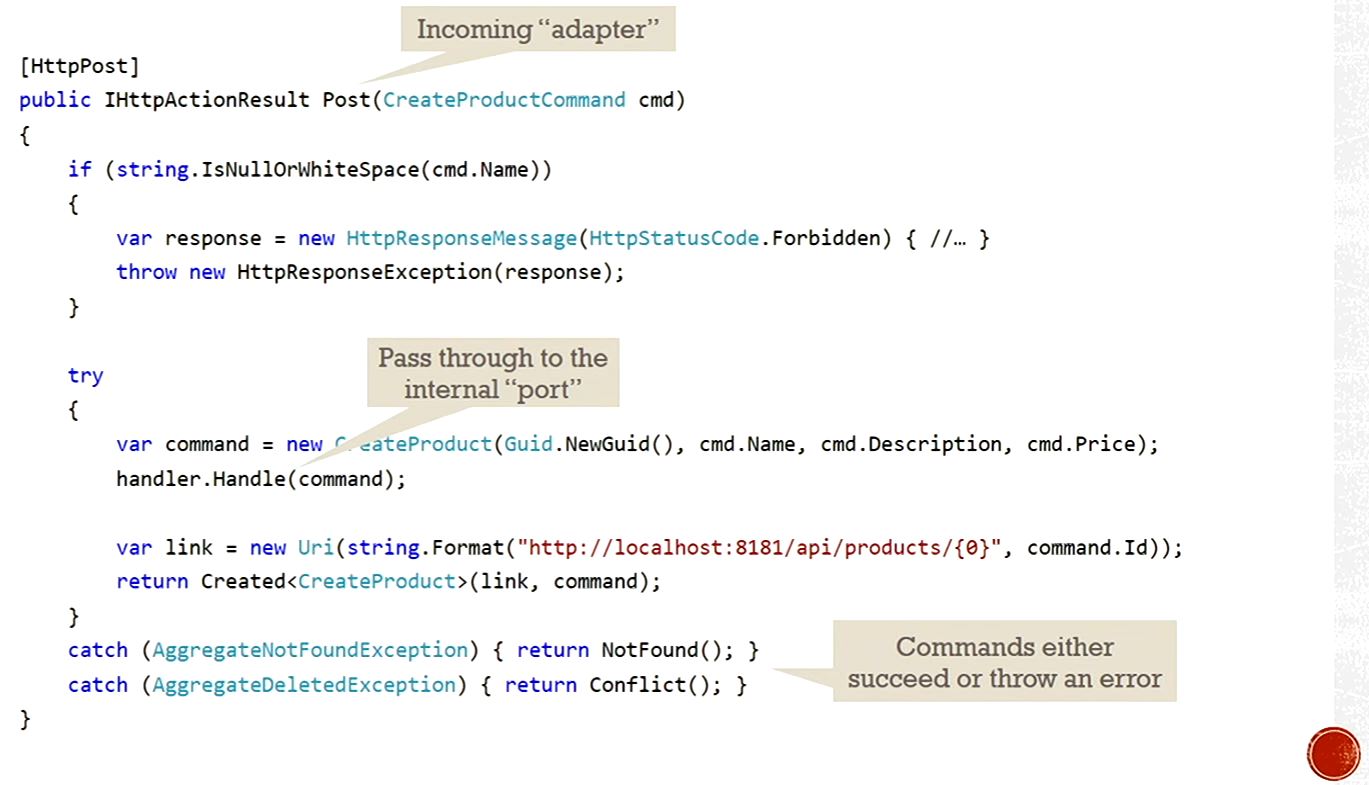 Incoming “adapter”
[HttpPost]
public IHttpActionResult Post(CreateProductCommand cmd)
{
if (string.IsNullOrWhiteSpace(cmd.Name))
{
var response = new HttpResponseMessage(HttpStatusCode.Forbidden) { //… }
throw new HttpResponseException(response);
}
Pass through to the
internal “port”
try
{
var command = new CreateProduct(Guid.NewGuid(), cmd.Name, cmd.Description, cmd.Price);
handler.Handle(command);
var link = new Uri(string.Format("http://localhost:8181/api/products/{0}", command.Id));
return Created<CreateProduct>(link, command);
}
catch (AggregateNotFoundException) { return NotFound(); }
catch (AggregateDeletedException) { return Conflict(); }
Commands either
succeed or throw an error
}